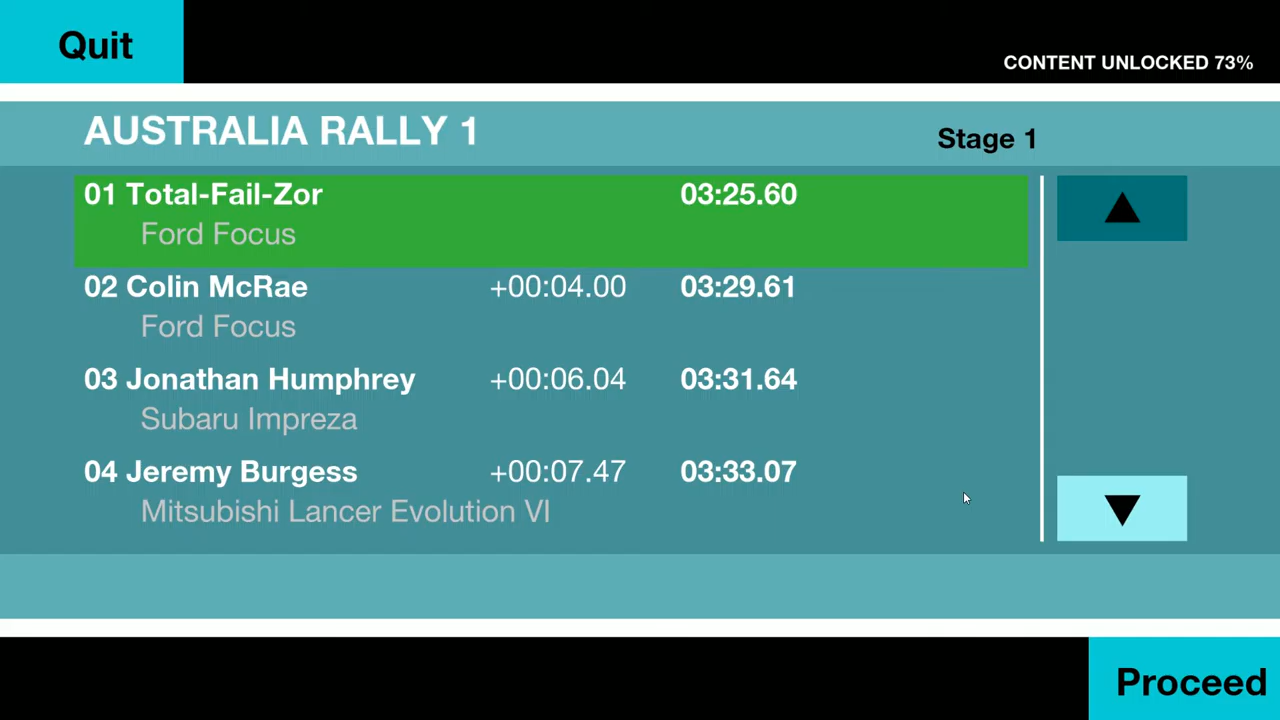 Quit
CONTENT UNLOCKED 73%
AUSTRALIA RALLY 1
Stage 1
01 Total-Fail-Zor 03:25.60
Ford Focus
02 Colin McRae +00:04.00 03:29.61
Ford Focus
03 Jonathan Humphrey +00:06.04 03:31.64
Subaru Impreza
04 Jeremy Burgess +00:07.47 03:33.07
Mitsubishi Lancer Evolution VI
Proceed